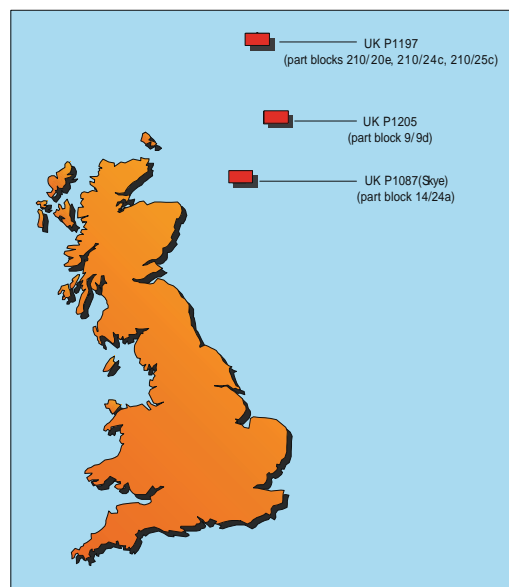 UK P1197
(part blocks 210/20e, 210/24c, 210/25c)
UK P1205
(part block 9/9d)
UK P1087(Skye)
(part block 14/24a)